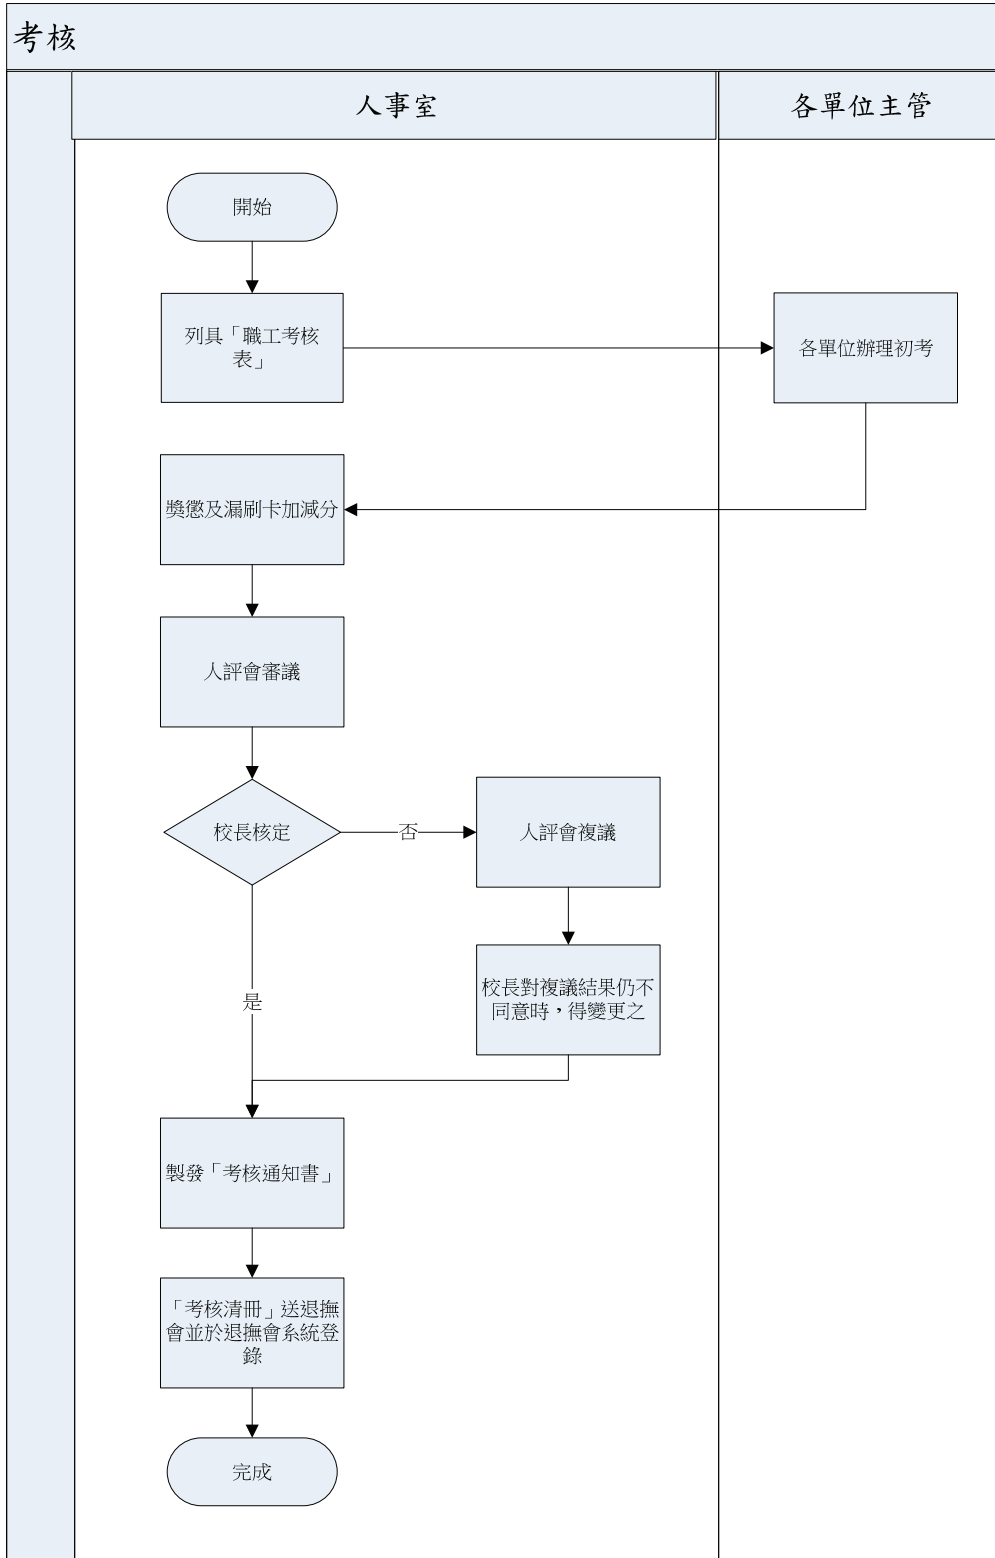 考核
人事室
各單位主管
開始
列具「職工考核
表」
各單位辦理初考
獎懲及漏刷卡加減分
人評會審議
校長核定
否
人評會複議
校長對複議結果仍不
同意時，得變更之
是
製發「考核通知書」
「考核清冊」送退撫
會並於退撫會系統登
錄
完成